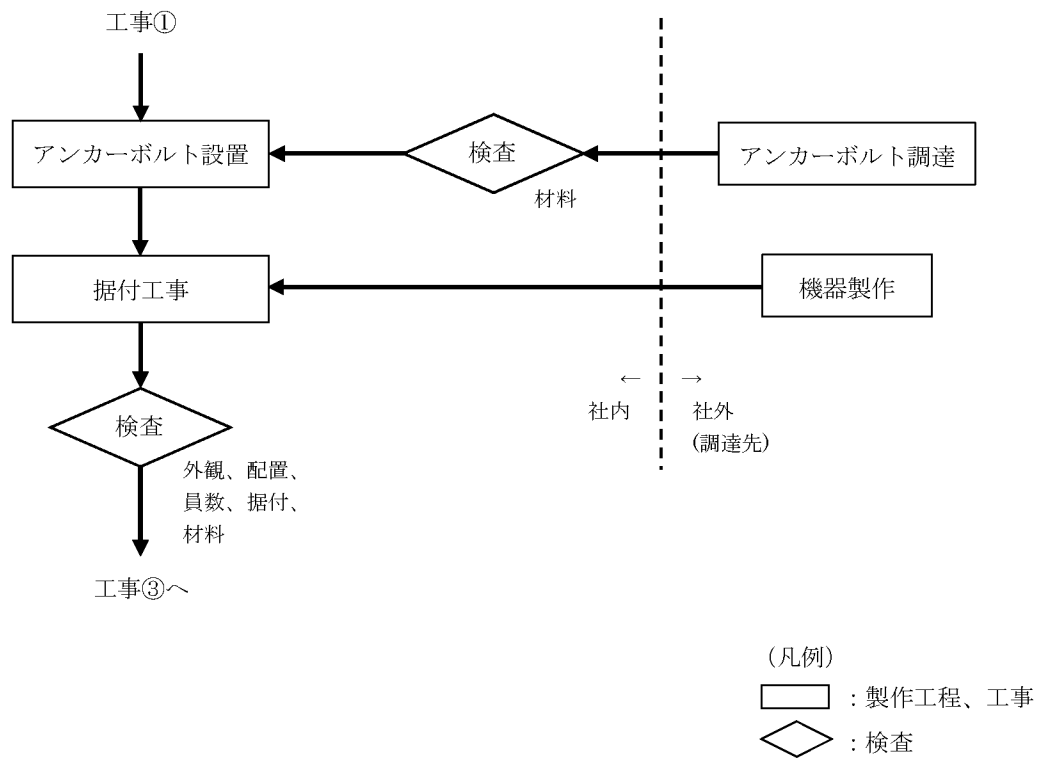 工事①
アンカーボルト設置
検査
アンカーボルト調達
材料
据付工事
機器製作
← →
社内
社外
(調達先)
検査
外観、配置、
員数、据付、
材料
工事③へ
(凡例)
：製作工程、工事
：検査